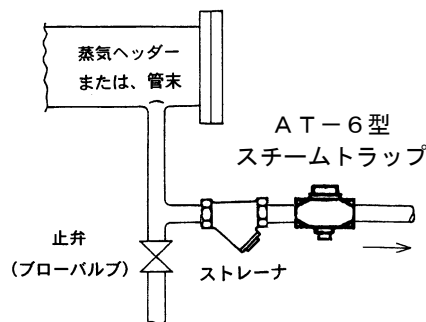 蒸気ヘッダー
または、管末
AT－6型
スチームトラップ
止弁
(ブローバルブ)
ストレーナ